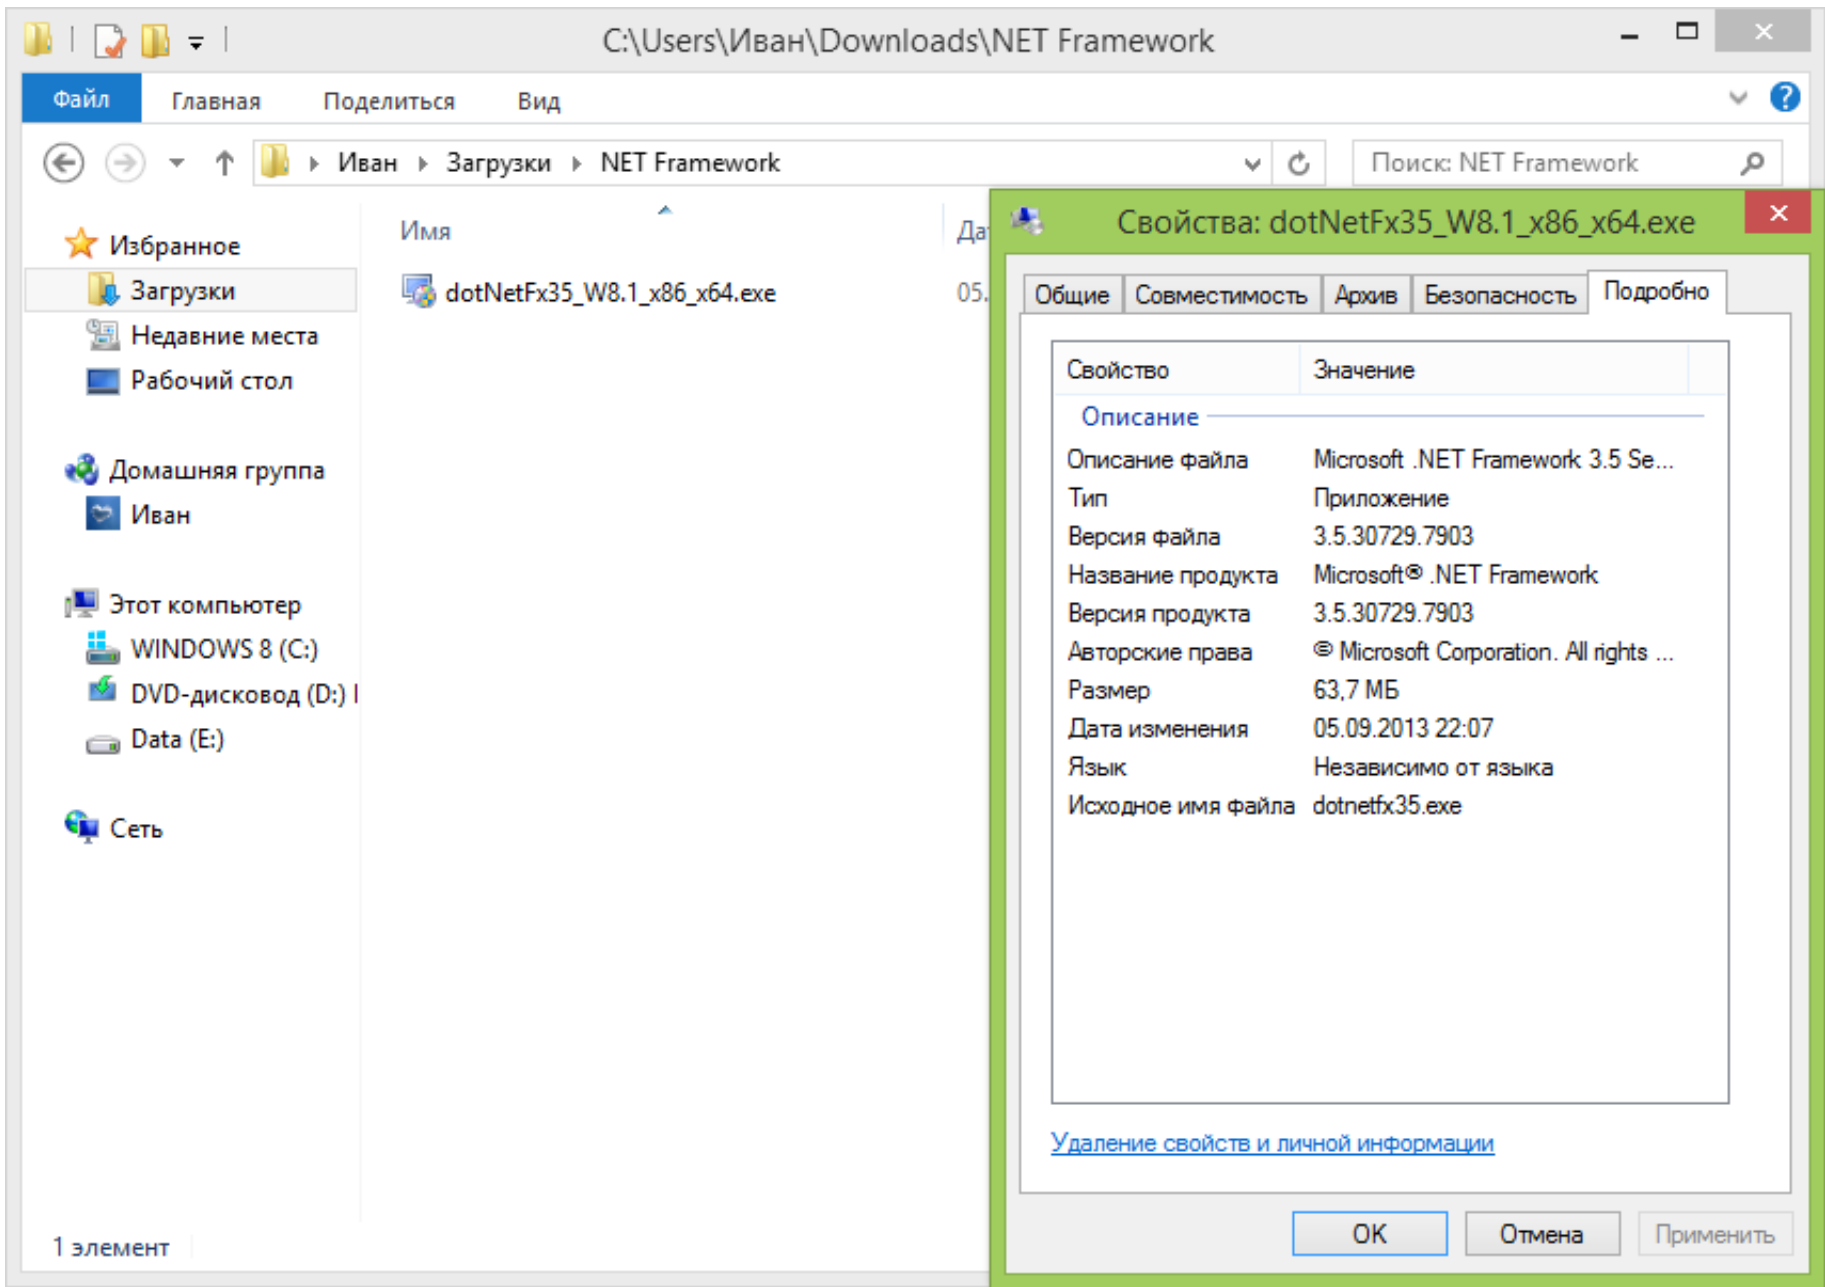 C:\Users\Иван\Downloads\NET Framework
Файл Главная Поделиться Вид
Иван Загрузки NET Framework
Поиск: NET Framework
Избранное
Загрузки
Недавние места
Рабочий стол
Домашняя группа
Иван
Этот компьютер
WINDOWS 8 (C:)
DVD-дисковод (D:)
Data (E:)
Сеть
Имя
dotNetFx35_W8.1_x86_x64.exe 05.
1 элемент
Свойства: dotNetFx35_W8.1_x86_x64.exe
Общие Совместимость Архив Безопасность Подробно
Свойство Значение
Описание
Описание файла Microsoft .NET Framework 3.5 Se...
Тип Приложение
Версия файла 3.5.30729.7903
Название продукта Microsoft® .NET Framework
Версия продукта 3.5.30729.7903
Авторские права © Microsoft Corporation. All rights ...
Размер 63,7 МБ
Дата изменения 05.09.2013 22:07
Язык Независимо от языка
Исходное имя файла dotnetfx35.exe
Удаление свойств и личной информации
OK Отмена Применить